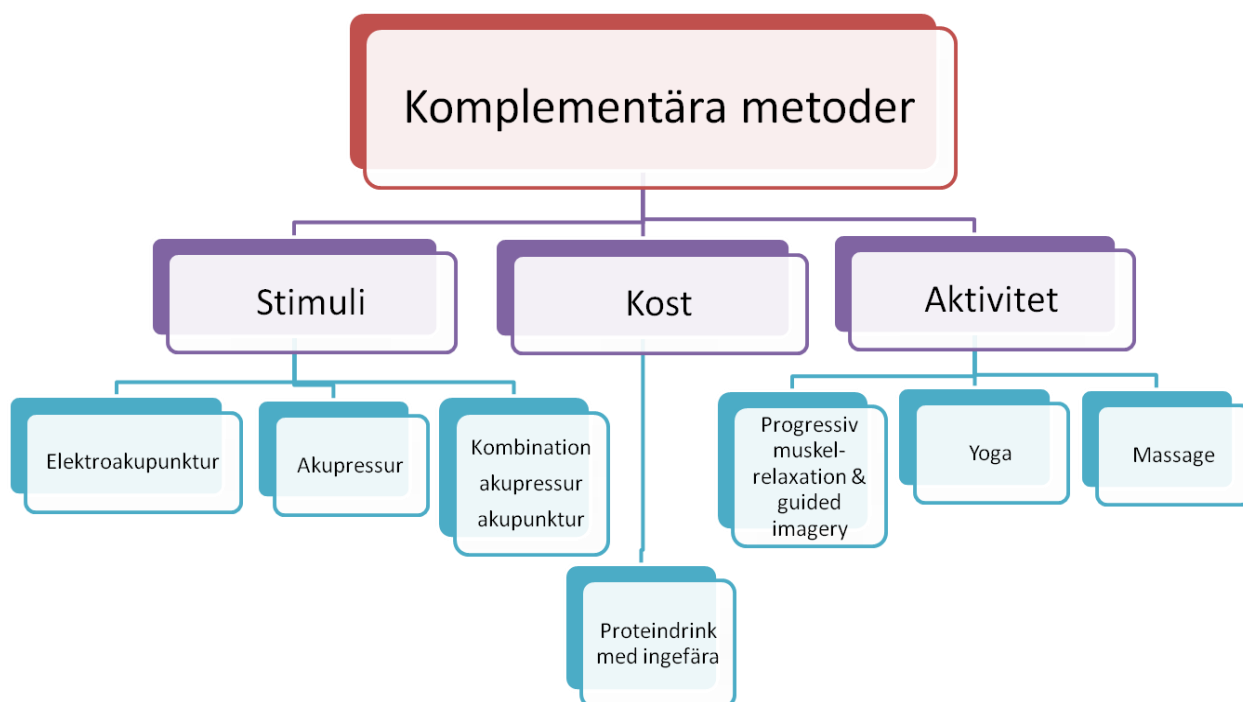 Komplementära metoder
Stimuli
Kost
Aktivitet
Elektroakupunktur
Akupressur
Kombination
akupressur
akupunktur
Progressiv
muskel-
relaxation &
guided
imagery
Yoga
Massage
Proteindrink
med ingefära